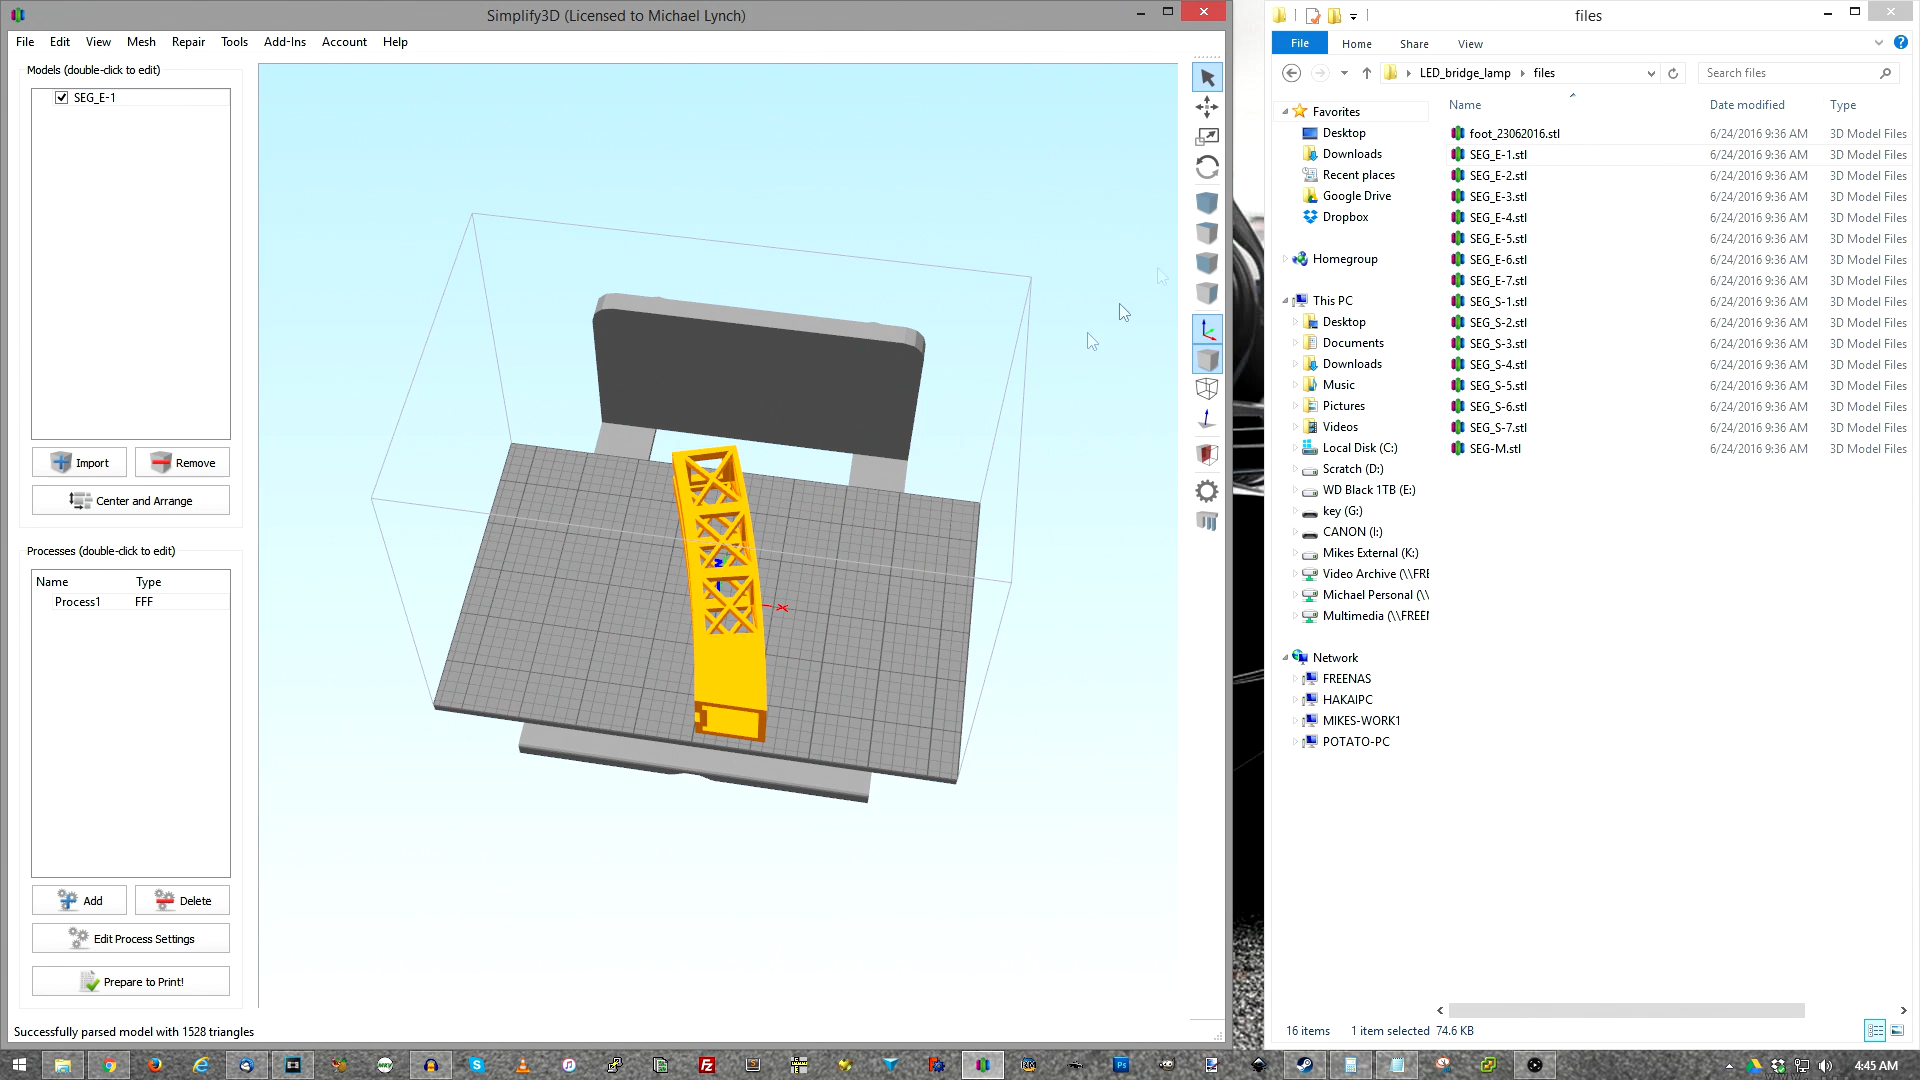 Simplify3D (Licensed to Michael Lynch)
File Edit View Mesh Repair Tools Add-Ins Account Help
Models (double-click to edit)
SEG_E-1
Import Remove
Center and Arrange
Processes (double-click to edit)
Name Type
Process1 FFF
Add Delete
Edit Process Settings
Prepare to Print!
Successfully parsed model with 1528 triangles
files
File Home Share View
LED_bridge_lamp files
Search files
Favorites
Desktop
Downloads
Recent places
Google Drive
Dropbox
Homegroup
This PC
Desktop
Documents
Downloads
Music
Pictures
Videos
Local Disk (C:)
Scratch (D:)
WD Black 1TB (E:)
key (G:)
CANON (I:)
Mikes External (K:)
Video Archive (\\FRE
Michael Personal (\\
Multimedia (\\FREEI
Network
FREENAS
HAKAIPC
MIKES-WORK1
POTATO-PC
Name Date modified Type
foot_23062016.stl 6/24/2016 9:36 AM 3D Model Files
SEG_E-1.stl 6/24/2016 9:36 AM 3D Model Files
SEG_E-2.stl 6/24/2016 9:36 AM 3D Model Files
SEG_E-3.stl 6/24/2016 9:36 AM 3D Model Files
SEG_E-4.stl 6/24/2016 9:36 AM 3D Model Files
SEG_E-5.stl 6/24/2016 9:36 AM 3D Model Files
SEG_E-6.stl 6/24/2016 9:36 AM 3D Model Files
SEG_E-7.stl 6/24/2016 9:36 AM 3D Model Files
SEG_S-1.stl 6/24/2016 9:36 AM 3D Model Files
SEG_S-2.stl 6/24/2016 9:36 AM 3D Model Files
SEG_S-3.stl 6/24/2016 9:36 AM 3D Model Files
SEG_S-4.stl 6/24/2016 9:36 AM 3D Model Files
SEG_S-5.stl 6/24/2016 9:36 AM 3D Model Files
SEG_S-6.stl 6/24/2016 9:36 AM 3D Model Files
SEG_S-7.stl 6/24/2016 9:36 AM 3D Model Files
SEG-M.stl 6/24/2016 9:36 AM 3D Model Files
16 items 1 item selected 74.6 KB
4:45 AM